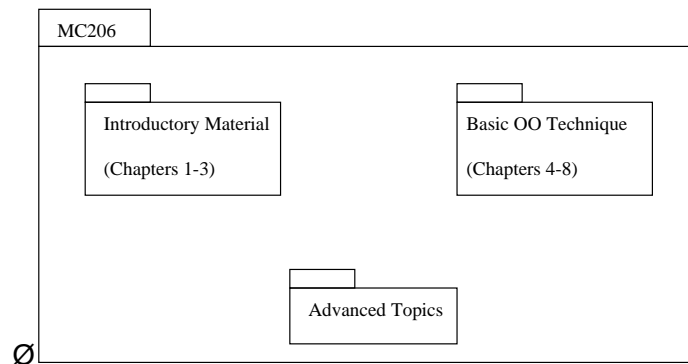 MC206
Introductory Material
(Chapters 1-3)
Basic OO Technique
(Chapters 4-8)
Advanced Topics
Ø